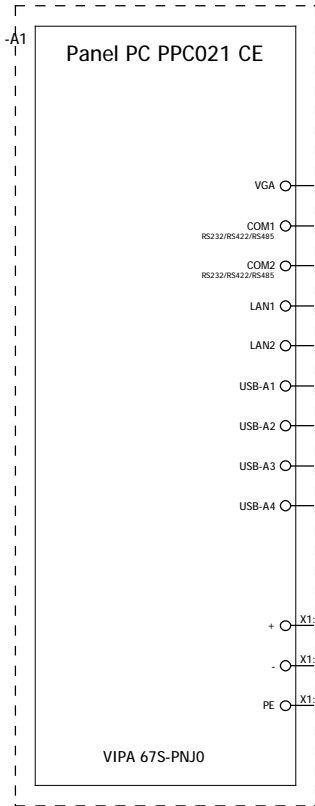 -A1
Panel PC PPC021 CE
VGA
COM1
RS232/RS422/RS485
COM2
RS232/RS422/RS485
LAN1
LAN2
USB-A1
USB-A2
USB-A3
USB-A4
+ X1:
- X1:
PE X1:
VIPA 67S-PNJ0